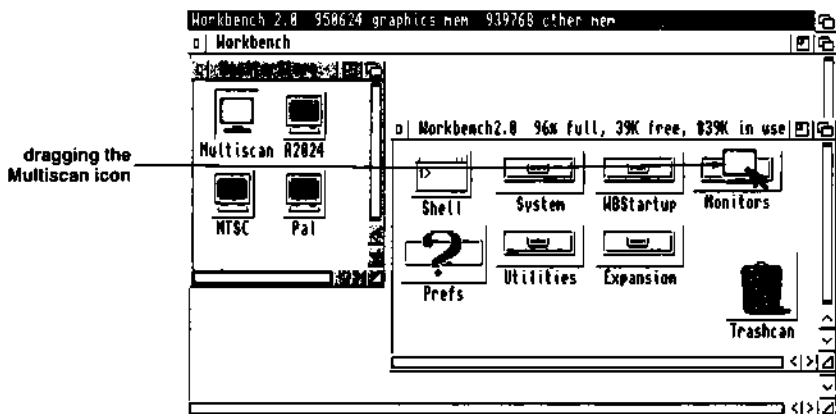 Workbench 2.0 950624 graphics mem 939768 other mem
Workbench
Workbench2.0 96% full, 39K free, 839K in use
dragging the
Multiscan icon
Multiscan A2024
NTSC Pal
1>
Shell System WBStartup Monitors
Prefs Utilities Expansion
Trashcan